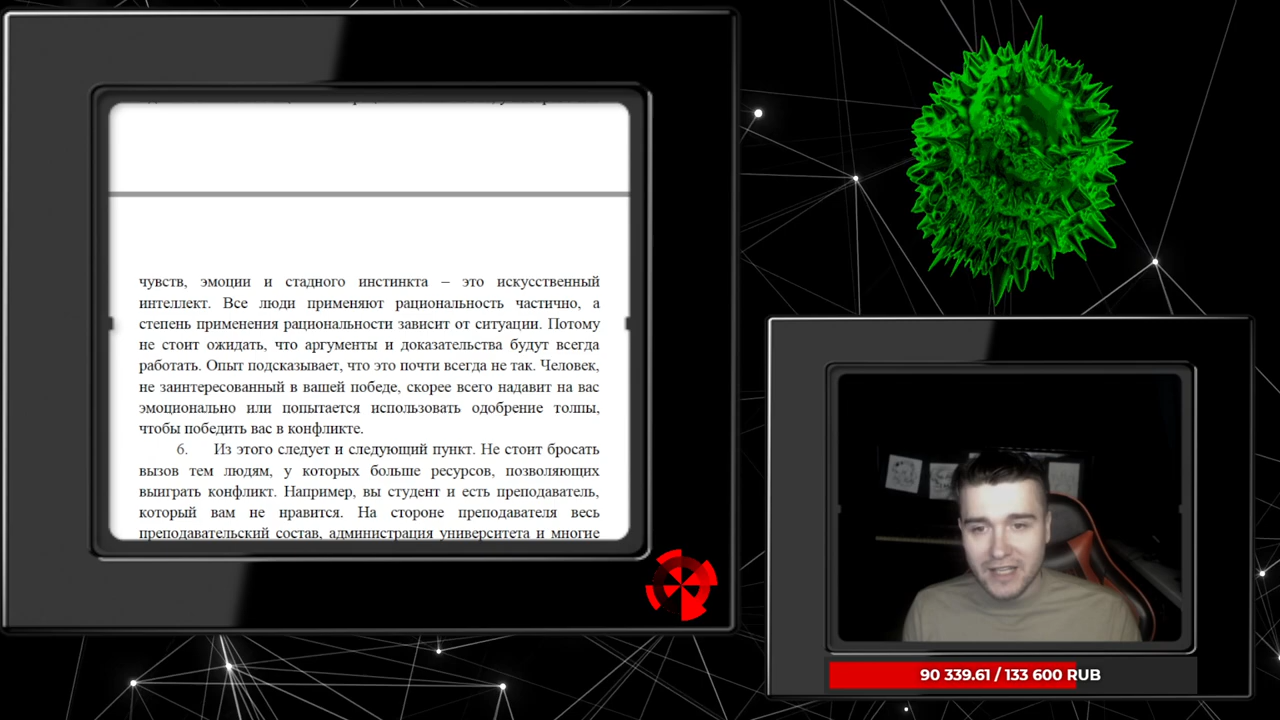 чувств, эмоции и стадного инстинкта – это искусственный
интеллект. Все люди применяют рациональность частично, а
степень применения рациональности зависит от ситуации. Потому
не стоит ожидать, что аргументы и доказательства будут всегда
работать. Опыт подсказывает, что это почти всегда не так. Человек,
не заинтересованный в вашей победе, скорее всего надавит на вас
эмоционально или попытается использовать одобрение толпы,
чтобы победить вас в конфликте.
6. Из этого следует и следующий пункт. Не стоит бросать
вызов тем людям, у которых больше ресурсов, позволяющих
выиграть конфликт. Например, вы студент и есть преподаватель,
который вам не нравится. На стороне преподавателя весь
преподавательский состав, администрация университета и многие
90 339.61 / 133 600 RUB